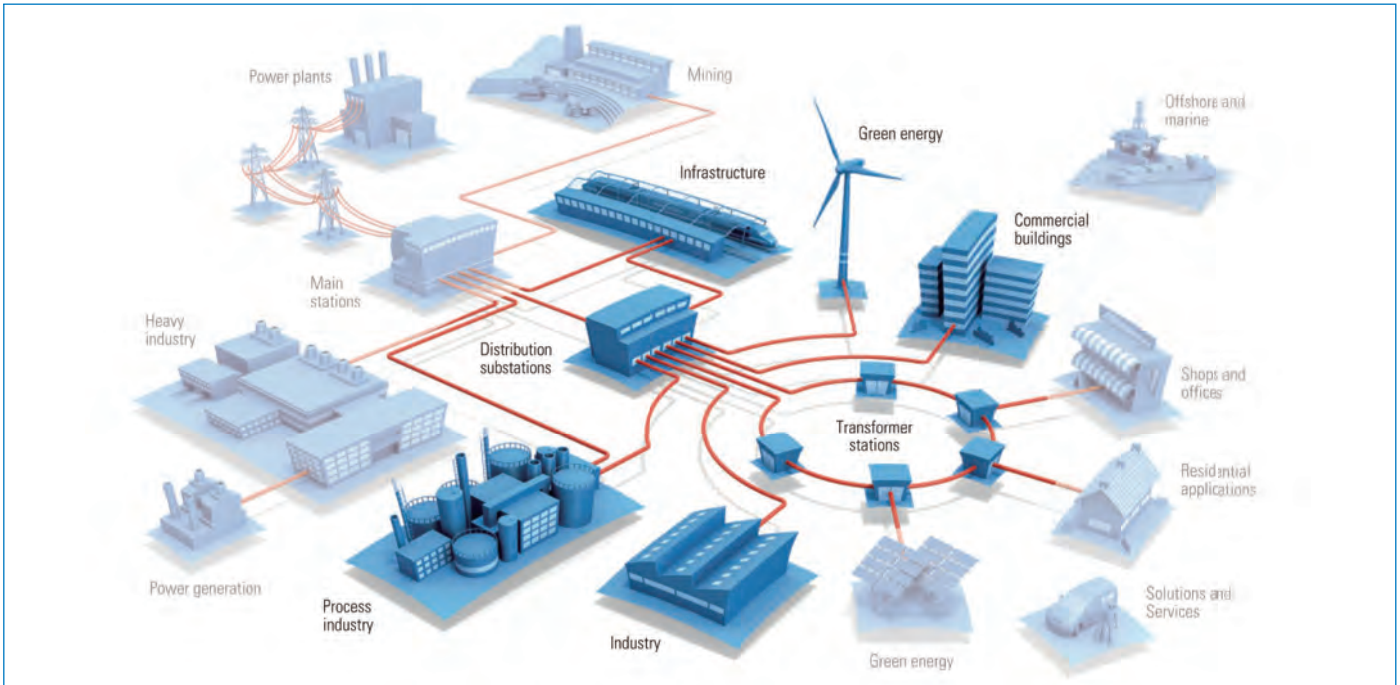 Power plants
Mining
Offshore and
marine
Green energy
Infrastructure
Commercial
buildings
Main
stations
Heavy
industry
Distribution
substations
Shops and
offices
Transformer
stations
Residential
applications
Power generation
Process
industry
Industry
Green energy
Solutions and
Services